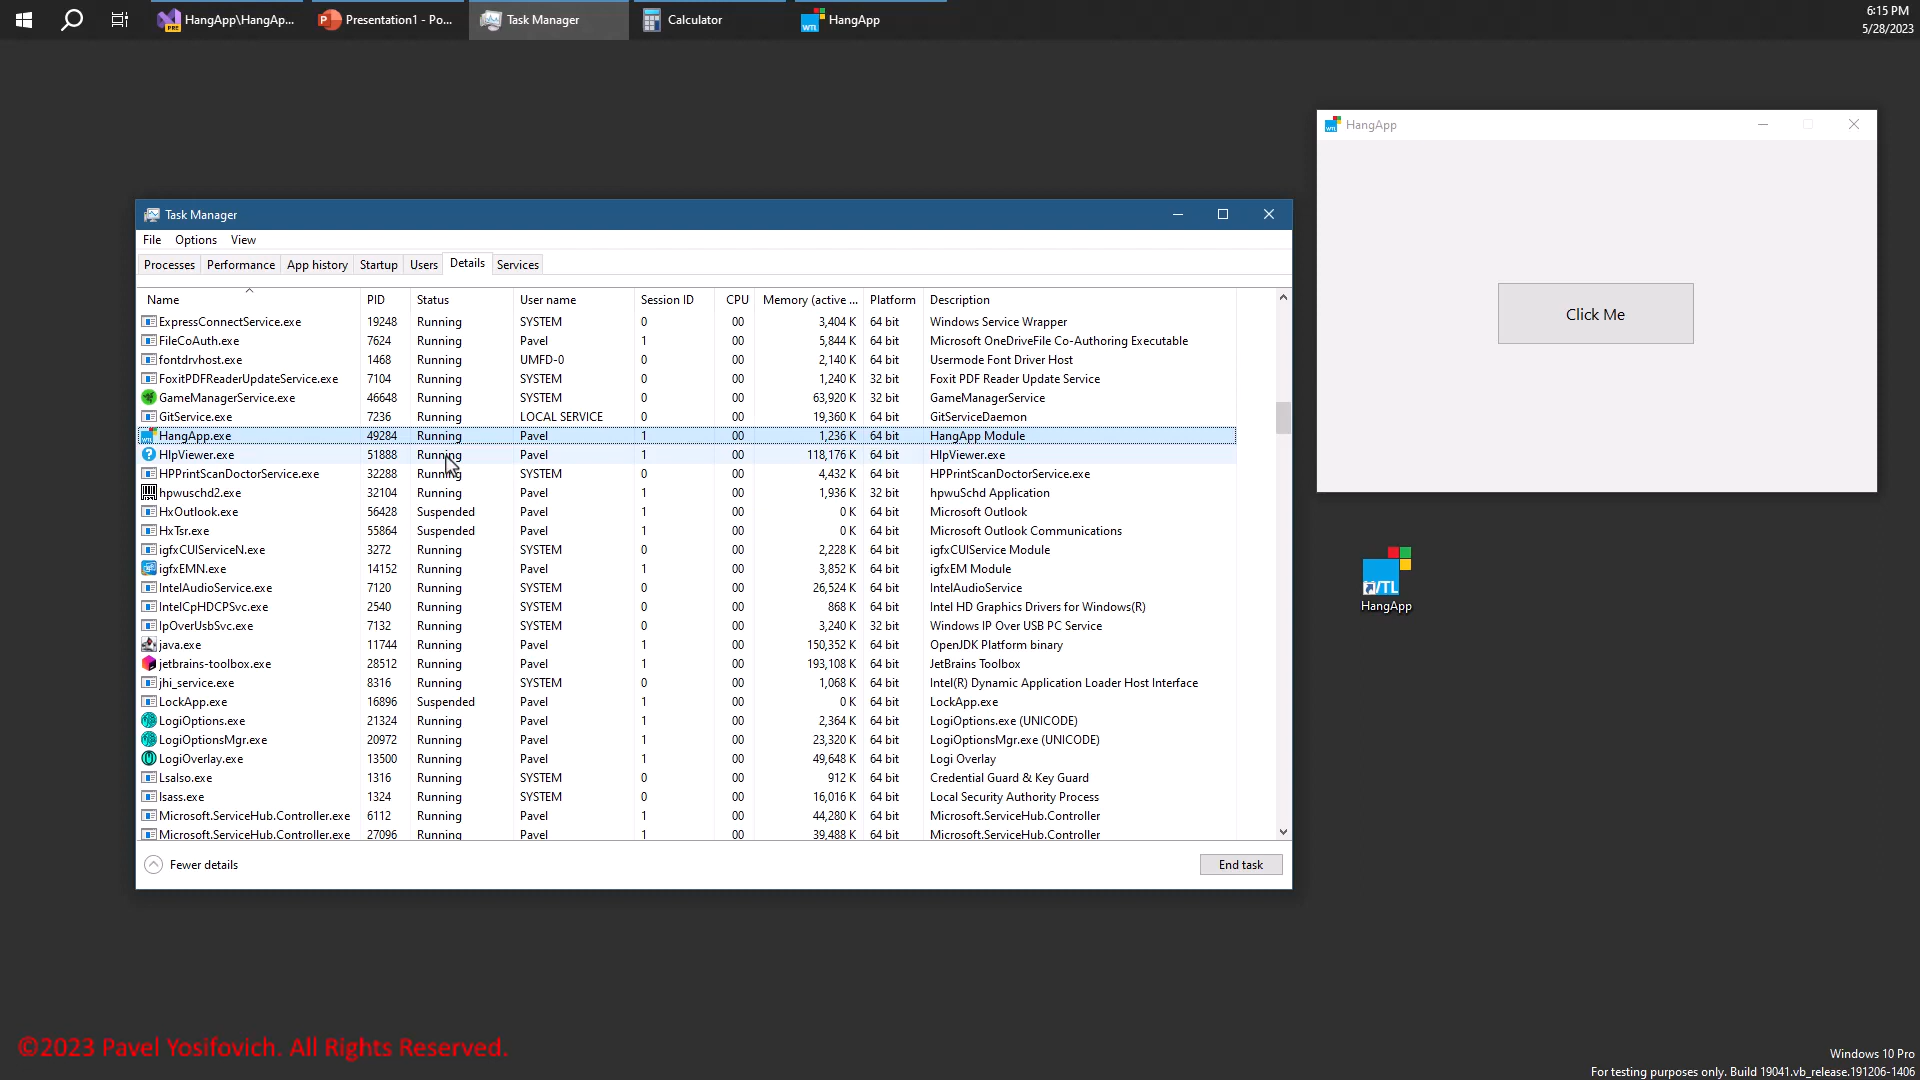 HangApp\HangAp...
Presentation1 - Po...
Task Manager
Calculator
HangApp
6:15 PM
5/28/2023
HangApp
Click Me
Task Manager
File Options View
Processes Performance App history Startup Users Details Services
Name PID Status User name Session ID CPU Memory (active ... Platform Description
ExpressConnectService.exe 19248 Running SYSTEM 0 00 3,404 K 64 bit Windows Service Wrapper
FileCoAuth.exe 7624 Running Pavel 1 00 5,844 K 64 bit Microsoft OneDriveFile Co-Authoring Executable
fontdrvhost.exe 1468 Running UMFD-0 0 00 2,140 K 64 bit Usermode Font Driver Host
FoxitPDFReaderUpdateService.exe 7104 Running SYSTEM 0 00 1,240 K 32 bit Foxit PDF Reader Update Service
GameManagerService.exe 46648 Running SYSTEM 0 00 63,920 K 32 bit GameManagerService
GitService.exe 7236 Running LOCAL SERVICE 0 00 19,360 K 64 bit GitServiceDaemon
HangApp.exe 49284 Running Pavel 1 00 1,236 K 64 bit HangApp Module
HlpViewer.exe 51888 Running Pavel 1 00 118,176 K 64 bit HlpViewer.exe
HPPrintScanDoctorService.exe 32288 Running SYSTEM 0 00 4,432 K 64 bit HPPrintScanDoctorService.exe
hpwuschd2.exe 32104 Running Pavel 1 00 1,936 K 32 bit hpwuSchd Application
HxOutlook.exe 56428 Suspended Pavel 1 00 0 K 64 bit Microsoft Outlook
HxTsr.exe 55864 Suspended Pavel 1 00 0 K 64 bit Microsoft Outlook Communications
igfxCUIServiceN.exe 3272 Running SYSTEM 0 00 2,228 K 64 bit igfxCUIService Module
igfxEMN.exe 14152 Running Pavel 1 00 3,852 K 64 bit igfxEM Module
IntelAudioService.exe 7120 Running SYSTEM 0 00 26,524 K 64 bit IntelAudioService
IntelCpHDCPSvc.exe 2540 Running SYSTEM 0 00 868 K 64 bit Intel HD Graphics Drivers for Windows(R)
IpOverUsbSvc.exe 7132 Running SYSTEM 0 00 3,240 K 32 bit Windows IP Over USB PC Service
java.exe 11744 Running Pavel 1 00 150,352 K 64 bit OpenJDK Platform binary
jetbrains-toolbox.exe 28512 Running Pavel 1 00 193,108 K 64 bit JetBrains Toolbox
jhi_service.exe 8316 Running SYSTEM 0 00 1,068 K 64 bit Intel(R) Dynamic Application Loader Host Interface
LockApp.exe 16896 Suspended Pavel 1 00 0 K 64 bit LockApp.exe
LogiOptions.exe 21324 Running Pavel 1 00 2,364 K 64 bit LogiOptions.exe (UNICODE)
LogiOptionsMgr.exe 20972 Running Pavel 1 00 23,320 K 64 bit LogiOptionsMgr.exe (UNICODE)
LogiOverlay.exe 13500 Running Pavel 1 00 49,648 K 64 bit Logi Overlay
LsaIso.exe 1316 Running SYSTEM 0 00 912 K 64 bit Credential Guard & Key Guard
lsass.exe 1324 Running SYSTEM 0 00 16,016 K 64 bit Local Security Authority Process
Microsoft.ServiceHub.Controller.exe 6112 Running Pavel 1 00 44,280 K 64 bit Microsoft.ServiceHub.Controller
Microsoft.ServiceHub.Controller.exe 27096 Running Pavel 1 00 39,488 K 64 bit Microsoft.ServiceHub.Controller
Fewer details
End task
WTL
HangApp
©2023 Pavel Yosifovich. All Rights Reserved.
Windows 10 Pro
For testing purposes only. Build 19041.vb_release.191206-1406